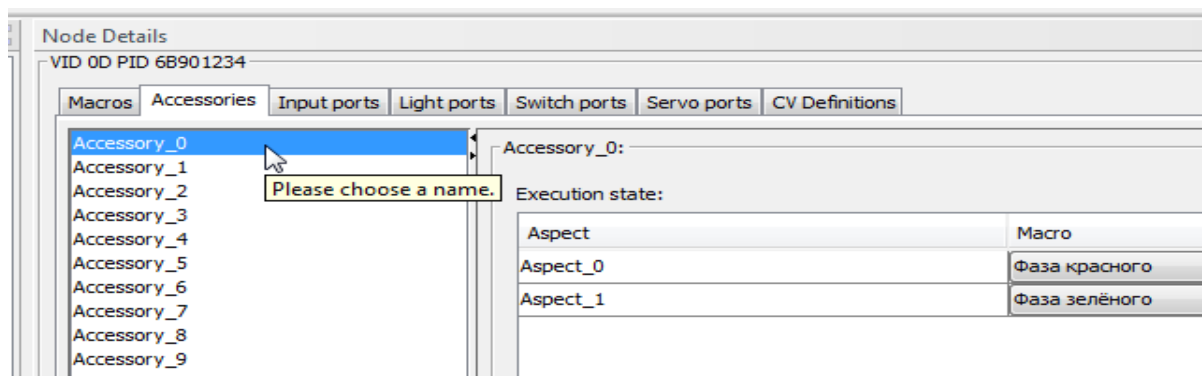 Node Details
VID 0D PID 6B901234
Macros Accessories Input ports Light ports Switch ports Servo ports CV Definitions
Accessory_0
Accessory_1
Accessory_2
Accessory_3
Accessory_4
Accessory_5
Accessory_6
Accessory_7
Accessory_8
Accessory_9
Please choose a name.
Accessory_0:
Execution state:
Aspect Macro
Aspect_0 Фаза красного
Aspect_1 Фаза зелёного